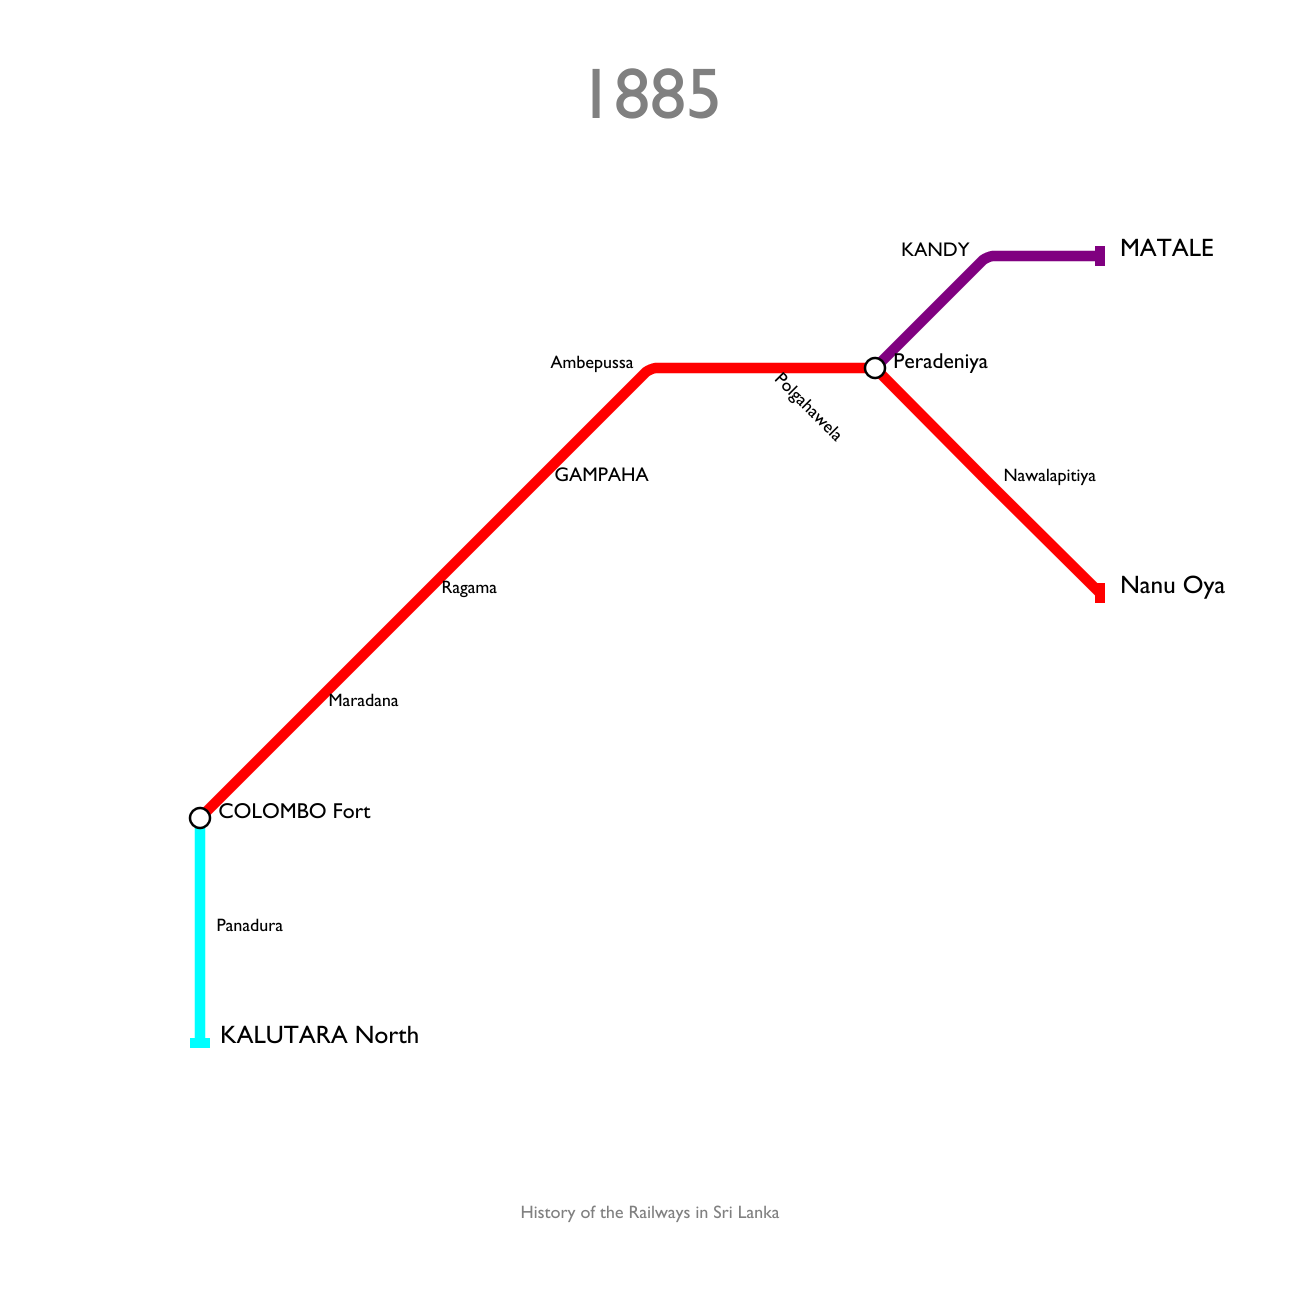 1885
KANDY
MATALE
Ambepussa
Peradeniya
Polgahawela
GAMPAHA
Nawalapitiya
Ragama
Nanu Oya
Maradana
COLOMBO Fort
Panadura
KALUTARA North
History of the Railways in Sri Lanka